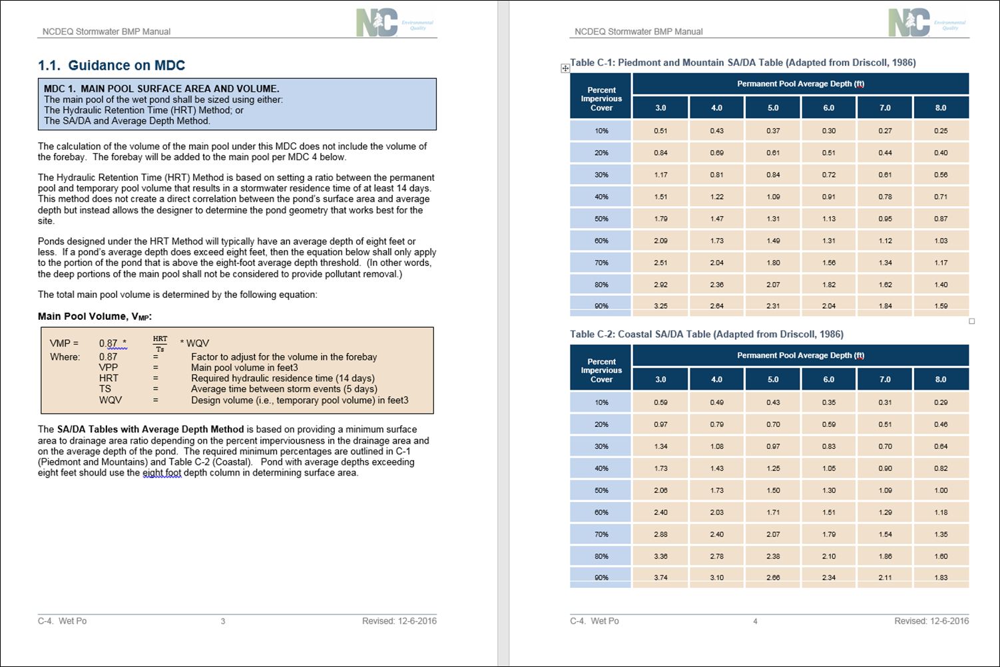 NCDEQ Stormwater BMP Manual
NC Environmental
Quality
1.1. Guidance on MDC
MDC 1. MAIN POOL SURFACE AREA AND VOLUME.
The main pool of the wet pond shall be sized using either:
The Hydraulic Retention Time (HRT) Method; or
The SA/DA and Average Depth Method.
The calculation of the volume of the main pool under this MDC does not include the volume of
the forebay. The forebay will be added to the main pool per MDC 4 below.
The Hydraulic Retention Time (HRT) Method is based on setting a ratio between the permanent
pool and temporary pool volume that results in a stormwater residence time of at least 14 days.
This method does not create a direct correlation between the pond's surface area and average
depth but instead allows the designer to determine the pond geometry that works best for the
site.
Ponds designed under the HRT Method will typically have an average depth of eight feet or
less. If a pond's average depth does exceed eight feet, then the equation below shall only apply
to the portion of the pond that is above the eight-foot average depth threshold. (In other words,
the deep portions of the main pool shall not be considered to provide pollutant removal.)
The total main pool volume is determined by the following equation:
Main Pool Volume, VMP:
VMP = 0.87 * HRT/Ts * WQV
Where: 0.87 = Factor to adjust for the volume in the forebay
VPP = Main pool volume in feet3
HRT = Required hydraulic residence time (14 days)
TS = Average time between storm events (5 days)
WQV = Design volume (i.e., temporary pool volume) in feet3
The SA/DA Tables with Average Depth Method is based on providing a minimum surface
area to drainage area ratio depending on the percent imperviousness in the drainage area and
on the average depth of the pond. The required minimum percentages are outlined in C-1
(Piedmont and Mountains) and Table C-2 (Coastal). Pond with average depths exceeding
eight feet should use the eight foot depth column in determining surface area.
C-4. Wet Po 3 Revised: 12-6-2016
NCDEQ Stormwater BMP Manual
NC Environmental
Quality
Table C-1: Piedmont and Mountain SA/DA Table (Adapted from Driscoll, 1986)
Percent
Impervious
Cover
Permanent Pool Average Depth (ft)
3.0 4.0 5.0 6.0 7.0 8.0
10% 0.51 0.43 0.37 0.30 0.27 0.25
20% 0.84 0.69 0.61 0.51 0.44 0.40
30% 1.17 0.81 0.84 0.72 0.61 0.56
40% 1.51 1.22 1.09 0.91 0.78 0.71
50% 1.79 1.47 1.31 1.13 0.95 0.87
60% 2.09 1.73 1.49 1.31 1.12 1.03
70% 2.51 2.04 1.80 1.56 1.34 1.17
80% 2.92 2.36 2.07 1.82 1.62 1.40
90% 3.25 2.64 2.31 2.04 1.84 1.59
Table C-2: Coastal SA/DA Table (Adapted from Driscoll, 1986)
Percent
Impervious
Cover
Permanent Pool Average Depth (ft)
3.0 4.0 5.0 6.0 7.0 8.0
10% 0.59 0.49 0.43 0.35 0.31 0.29
20% 0.97 0.79 0.70 0.59 0.51 0.46
30% 1.34 1.08 0.97 0.83 0.70 0.64
40% 1.73 1.43 1.25 1.05 0.90 0.82
50% 2.06 1.73 1.50 1.30 1.09 1.00
60% 2.40 2.03 1.71 1.51 1.29 1.18
70% 2.88 2.40 2.07 1.79 1.54 1.35
80% 3.36 2.78 2.38 2.10 1.86 1.60
90% 3.74 3.10 2.66 2.34 2.11 1.83
C-4. Wet Po 4 Revised: 12-6-2016